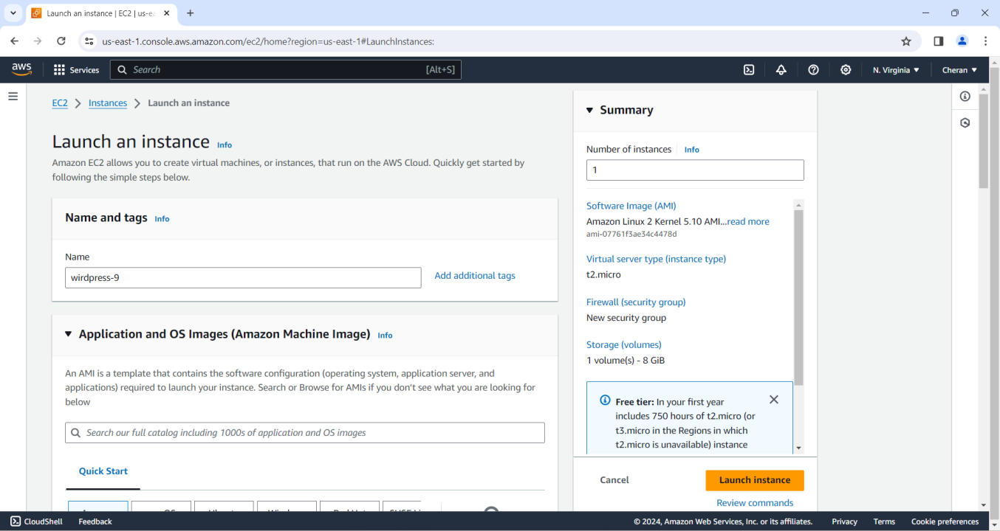 Launch an instance | EC2 | us-ea
us-east-1.console.aws.amazon.com/ec2/home?region=us-east-1#LaunchInstances:
aws
Services
Search
[Alt+S]
N. Virginia
Cheran
EC2
Instances
Launch an instance
Launch an instance
Info
Amazon EC2 allows you to create virtual machines, or instances, that run on the AWS Cloud. Quickly get started by
following the simple steps below.
Name and tags
Info
Name
wirdpress-9
Add additional tags
Application and OS Images (Amazon Machine Image)
Info
An AMI is a template that contains the software configuration (operating system, application server, and
applications) required to launch your instance. Search or Browse for AMIs if you don't see what you are looking for
below
Search our full catalog including 1000s of application and OS images
Quick Start
Summary
Number of instances
Info
1
Software Image (AMI)
Amazon Linux 2 Kernel 5.10 AMI...read more
ami-07761f3ae34c4478d
Virtual server type (instance type)
t2.micro
Firewall (security group)
New security group
Storage (volumes)
1 volume(s) - 8 GiB
Free tier: In your first year
includes 750 hours of t2.micro (or
t3.micro in the Regions in which
t2.micro is unavailable) instance
Cancel
Launch instance
Review commands
CloudShell
Feedback
© 2024, Amazon Web Services, Inc. or its affiliates.
Privacy
Terms
Cookie preferences